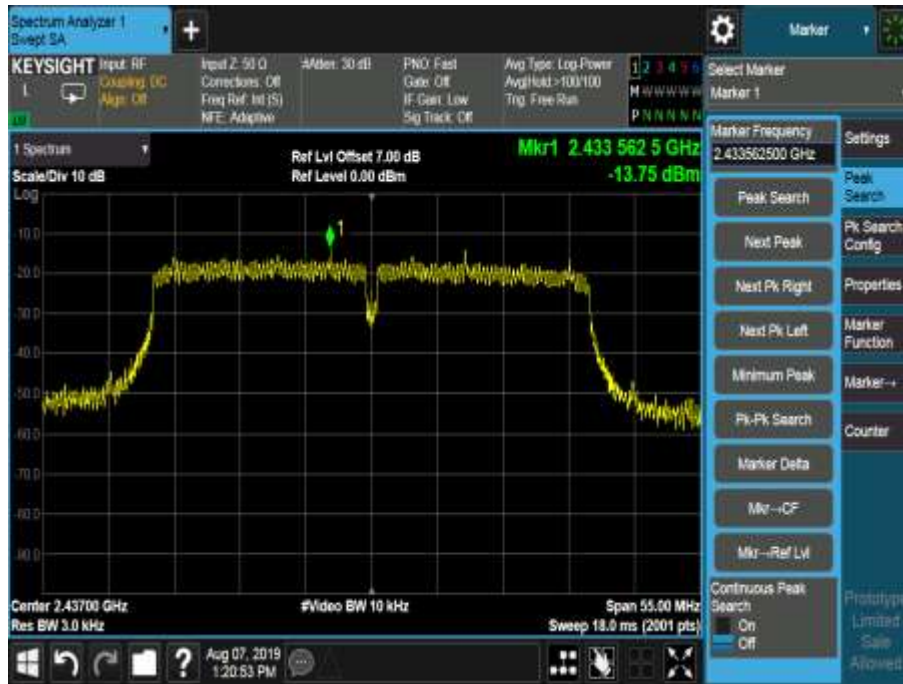 Spectrum Analyzer 1
Swept SA
+
Marker
KEYSIGHT
L
Input: RF
Coupling: DC
Align: Off
Input Z: 50 Ω
Corrections: Off
Freq Ref: Int (S)
NFE: Adaptive
#Atten: 30 dB
PNO: Fast
Gate: Off
IF Gain: Low
Sig Track: Off
Avg Type: Log-Power
Avg|Hold:>100/100
Trig: Free Run
1 2 3 4 5 6
M W W W W W
P N N N N N
Select Marker
Marker 1
1 Spectrum
Scale/Div 10 dB
Log
Ref Lvl Offset 7.00 dB
Ref Level 0.00 dBm
Mkr1 2.433 562 5 GHz
-13.75 dBm
1
-10.0
-20.0
-30.0
-40.0
-50.0
-60.0
-70.0
-80.0
-90.0
Center 2.43700 GHz
Res BW 3.0 kHz
#Video BW 10 kHz
Span 55.00 MHz
Sweep 18.0 ms (2001 pts)
Marker Frequency
2.433562500 GHz
Peak Search
Next Peak
Next Pk Right
Next Pk Left
Minimum Peak
Pk-Pk Search
Marker Delta
Mkr→CF
Mkr→Ref Lvl
Continuous Peak
Search
On
Off
Settings
Peak
Search
Pk Search
Config
Properties
Marker
Function
Marker→
Counter
Prototype
Limited
Sale
Allowed
?
Aug 07, 2019
1:20:53 PM